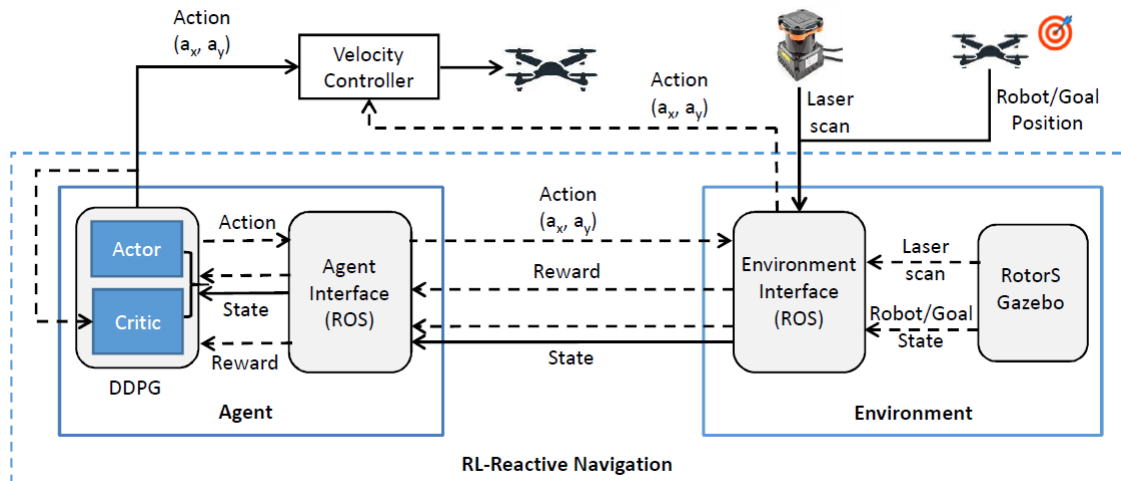 Action
(ax, ay)
Velocity
Controller
Action
(ax, ay)
Laser
scan
Robot/Goal
Position
Action
Actor
Critic
State
Reward
DDPG
Agent
Interface
(ROS)
Agent
Action
(ax, ay)
Reward
State
Environment
Interface
(ROS)
Laser
scan
Robot/Goal
State
RotorS
Gazebo
Environment
RL-Reactive Navigation